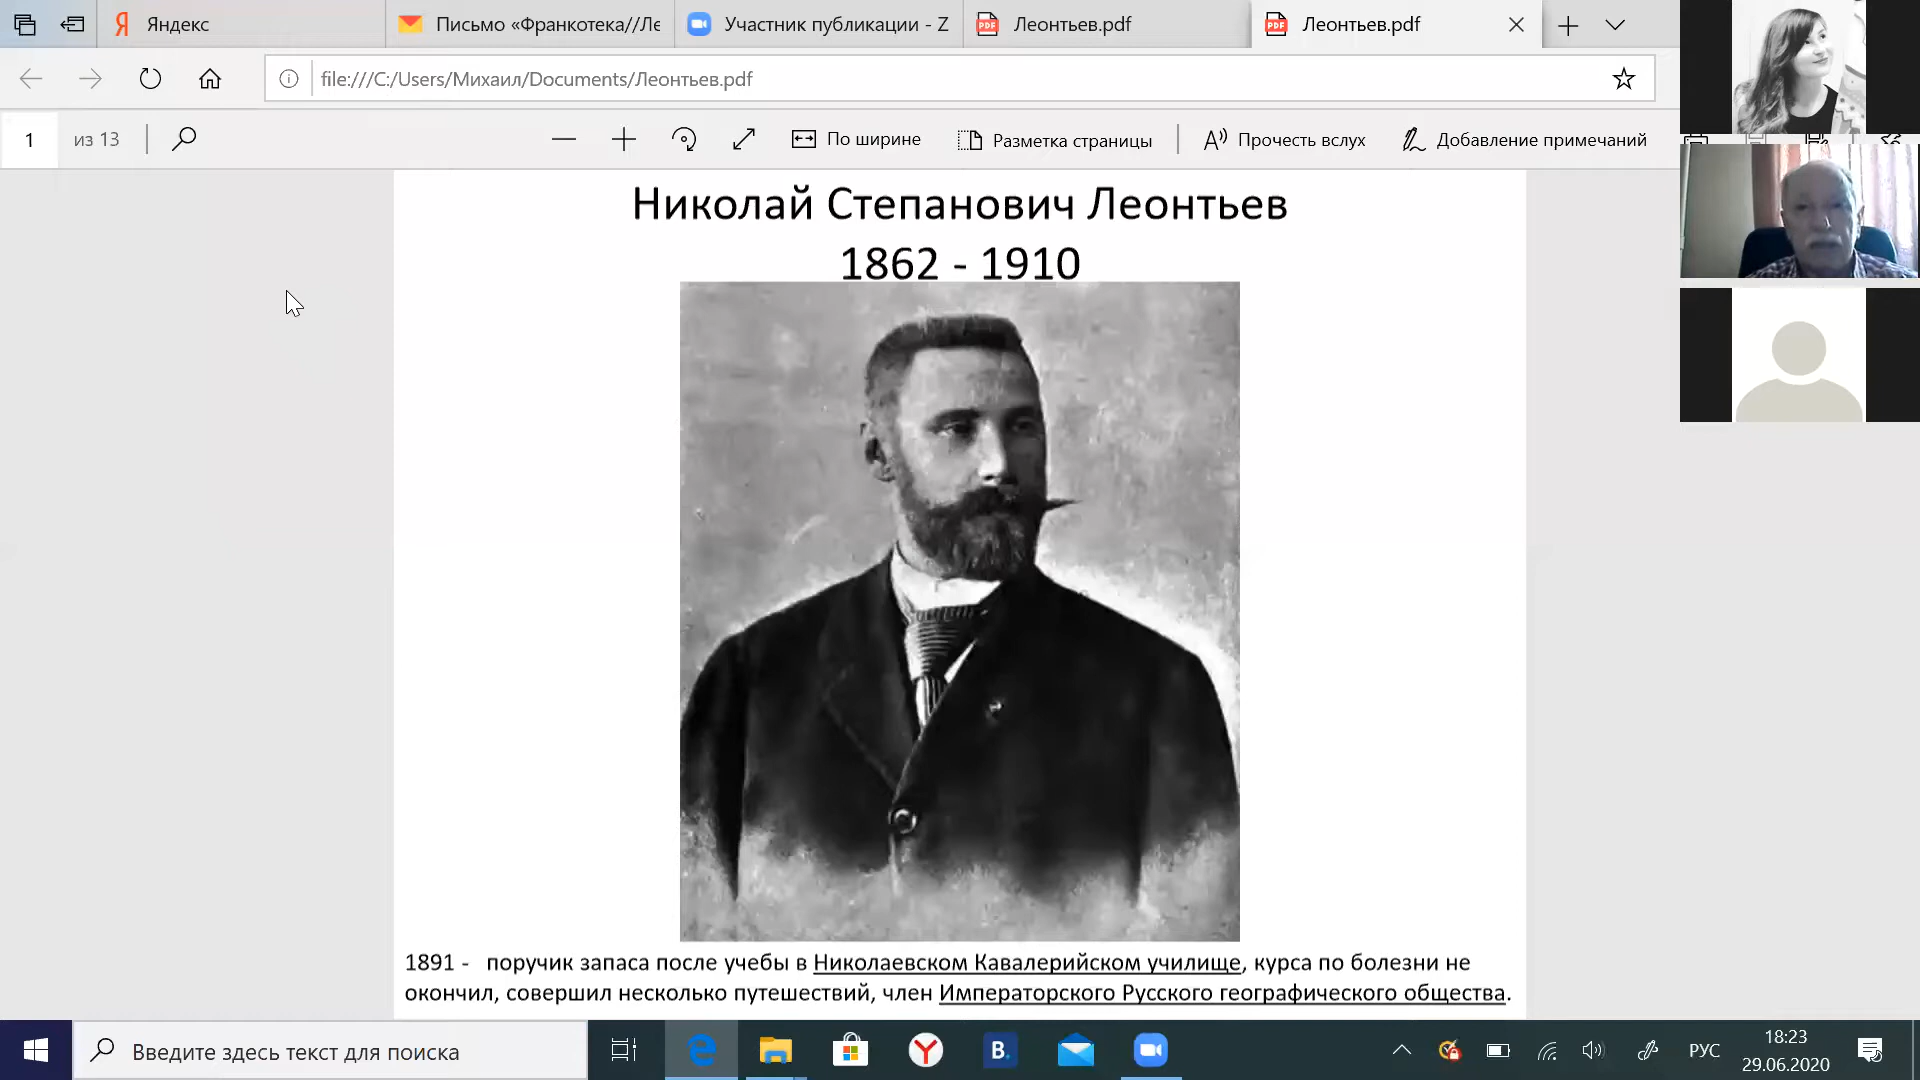 Яндекс
Письмо «Франкотека//Ле
Участник публикации - Z
Леонтьев.pdf
Леонтьев.pdf
file:///C:/Users/Михаил/Documents/Леонтьев.pdf
1 из 13
По ширине
Разметка страницы
Прочесть вслух
Добавление примечаний
Николай Степанович Леонтьев
1862 - 1910
1891 - поручик запаса после учебы в Николаевском Кавалерийском училище, курса по болезни не
окончил, совершил несколько путешествий, член Императорского Русского географического общества.
Введите здесь текст для поиска
B.
РУС
18:23
29.06.2020